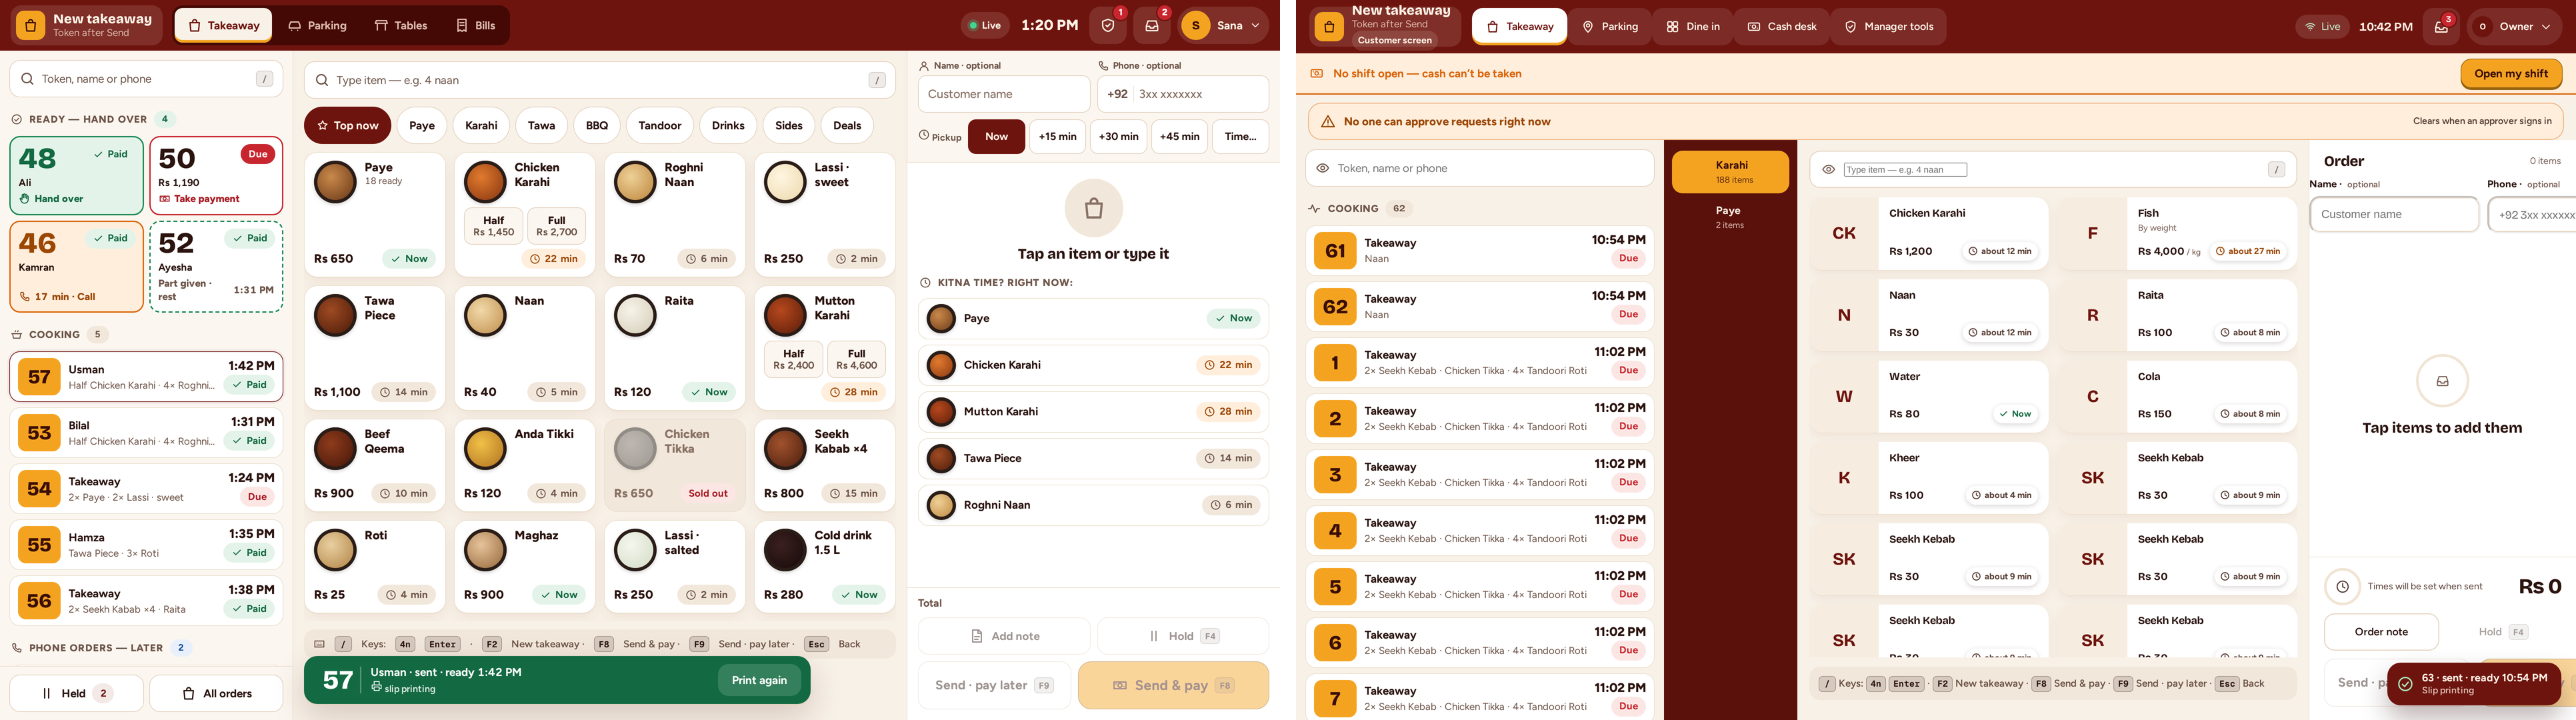 New takeaway
Token after Send
Takeaway
Parking
Tables
Bills
Live
1:20 PM
1
2
S
Sana
Token, name or phone
/
READY — HAND OVER 4
48
Paid
Ali
Hand over
50
Due
Rs 1,190
Take payment
46
Paid
Kamran
17 min · Call
52
Paid
Ayesha
Part given ·
rest
1:31 PM
COOKING 5
57
Usman
1:42 PM
Half Chicken Karahi · 4× Roghni...
Paid
53
Bilal
1:31 PM
Half Chicken Karahi · 4× Roghni...
Paid
54
Takeaway
1:24 PM
2× Paye · 2× Lassi · sweet
Due
55
Hamza
1:35 PM
Tawa Piece · 3× Roti
Paid
56
Takeaway
1:38 PM
2× Seekh Kabab ×4 · Raita
Paid
PHONE ORDERS — LATER 2
Held 2
All orders
Type item — e.g. 4 naan
/
Top now
Paye
Karahi
Tawa
BBQ
Tandoor
Drinks
Sides
Deals
Paye
18 ready
Rs 650
Now
Chicken
Karahi
Half
Rs 1,450
Full
Rs 2,700
22 min
Roghni
Naan
Rs 70
6 min
Lassi ·
sweet
Rs 250
2 min
Tawa
Piece
Rs 1,100
14 min
Naan
Rs 40
5 min
Raita
Rs 120
Now
Mutton
Karahi
Half
Rs 2,400
Full
Rs 4,600
28 min
Beef
Qeema
Rs 900
10 min
Anda Tikki
Rs 120
4 min
Chicken
Tikka
Rs 650
Sold out
Seekh
Kabab ×4
Rs 800
15 min
Roti
Rs 25
4 min
Maghaz
Rs 900
Now
Lassi ·
salted
Rs 250
2 min
Cold drink
1.5 L
Rs 280
Now
/ Keys: 4n Enter · F2 New takeaway · F8 Send & pay · F9 Send · pay later · Esc Back
57
Usman · sent · ready 1:42 PM
slip printing
Print again
Name · optional
Phone · optional
Customer name
+92 3xx xxxxxxx
Pickup
Now
+15 min
+30 min
+45 min
Time...
Tap an item or type it
KITNA TIME? RIGHT NOW:
Paye
Now
Chicken Karahi
22 min
Mutton Karahi
28 min
Tawa Piece
14 min
Roghni Naan
6 min
Total
Add note
Hold F4
Send · pay later F9
Send & pay F8
New takeaway
Token after Send
Customer screen
Takeaway
Parking
Dine in
Cash desk
Manager tools
Live
10:42 PM
3
O
Owner
No shift open — cash can't be taken
Open my shift
No one can approve requests right now
Clears when an approver signs in
Token, name or phone
COOKING 62
61
Takeaway
10:54 PM
Naan
Due
62
Takeaway
10:54 PM
Naan
Due
1
Takeaway
11:02 PM
2× Seekh Kebab · Chicken Tikka · 4× Tandoori Roti
Due
2
Takeaway
11:02 PM
2× Seekh Kebab · Chicken Tikka · 4× Tandoori Roti
Due
3
Takeaway
11:02 PM
2× Seekh Kebab · Chicken Tikka · 4× Tandoori Roti
Due
4
Takeaway
11:02 PM
2× Seekh Kebab · Chicken Tikka · 4× Tandoori Roti
Due
5
Takeaway
11:02 PM
2× Seekh Kebab · Chicken Tikka · 4× Tandoori Roti
Due
6
Takeaway
11:02 PM
2× Seekh Kebab · Chicken Tikka · 4× Tandoori Roti
Due
7
Takeaway
11:02 PM
2× Seekh Kebab · Chicken Tikka · 4× Tandoori Roti
Due
Karahi
188 items
Paye
2 items
Type item — e.g. 4 naan
/
CK
Chicken Karahi
Rs 1,200
about 12 min
F
Fish
By weight
Rs 4,000 / kg
about 27 min
N
Naan
Rs 30
about 12 min
R
Raita
Rs 100
about 8 min
W
Water
Rs 80
Now
C
Cola
Rs 150
about 8 min
K
Kheer
Rs 100
about 4 min
SK
Seekh Kebab
Rs 30
about 9 min
SK
Seekh Kebab
Rs 30
about 9 min
SK
Seekh Kebab
Rs 30
about 9 min
SK
Seekh Kebab
Rs 30
about 9 min
SK
Seekh Kebab
Rs 30
about 9 min
/ Keys: 4n Enter · F2 New takeaway · F8 Send & pay · F9 Send · pay later · Esc Back
Order
0 items
Name · optional
Phone · optional
Customer name
+92 3xx xxxxxx
Tap items to add them
Times will be set when sent
Rs 0
Order note
Hold F4
Send · p
63 · sent · ready 10:54 PM
Slip printing